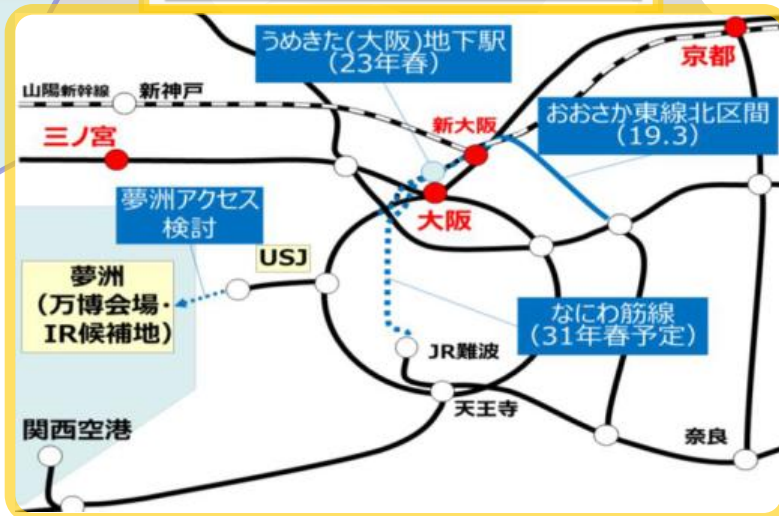 うめきた(大阪)地下駅
(23年春)
京都
山陽新幹線
新神戸
おおさか東線北区間
(19.3)
新大阪
三ノ宮
夢洲アクセス
検討
大阪
USJ
夢洲
(万博会場・
IR候補地)
なにわ筋線
(31年春予定)
JR難波
天王寺
関西空港
奈良